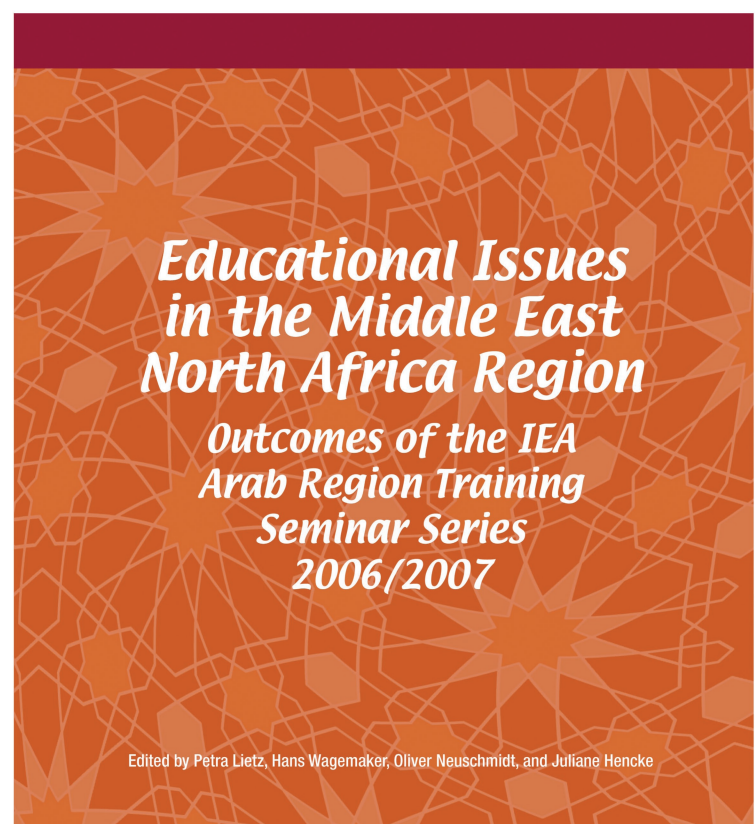 Educational Issues
in the Middle East
North Africa Region
Outcomes of the IEA
Arab Region Training
Seminar Series
2006/2007
Edited by Petra Lietz, Hans Wagemaker, Oliver Neuschmidt, and Juliane Hencke